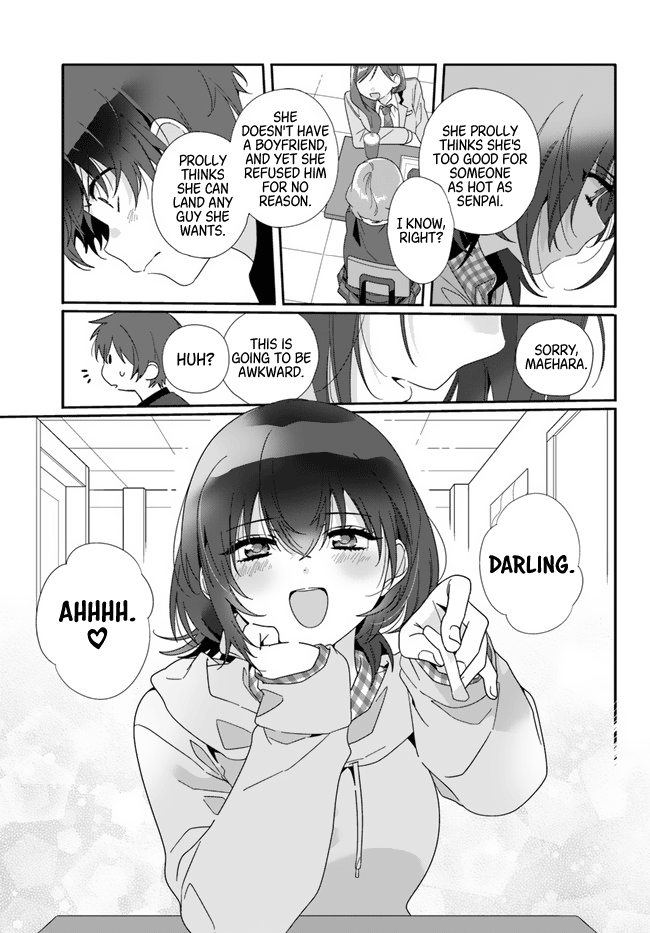 SHE PROLLY
THINKS SHE'S
TOO GOOD FOR
SOMEONE
AS HOT AS
SENPAI.
I KNOW,
RIGHT?
SHE
DOESN'T HAVE
A BOYFRIEND,
AND YET SHE
REFUSED HIM
FOR NO
REASON.
PROLLY
THINKS
SHE CAN
LAND ANY
GUY SHE
WANTS.
SORRY,
MAEHARA.
THIS IS
GOING TO BE
AWKWARD.
HUH?
DARLING.
AHHHH.
♡